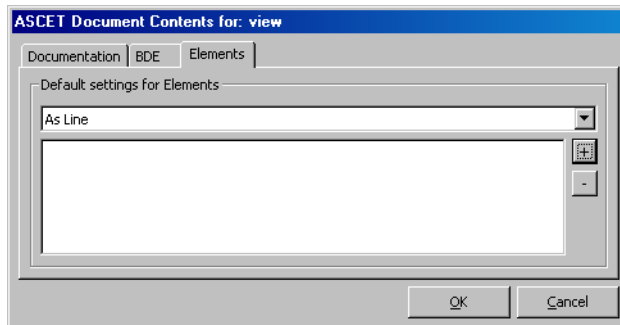 ASCET Document Contents for: view
Documentation BDE Elements
Default settings for Elements
As Line
+
-
OK Cancel